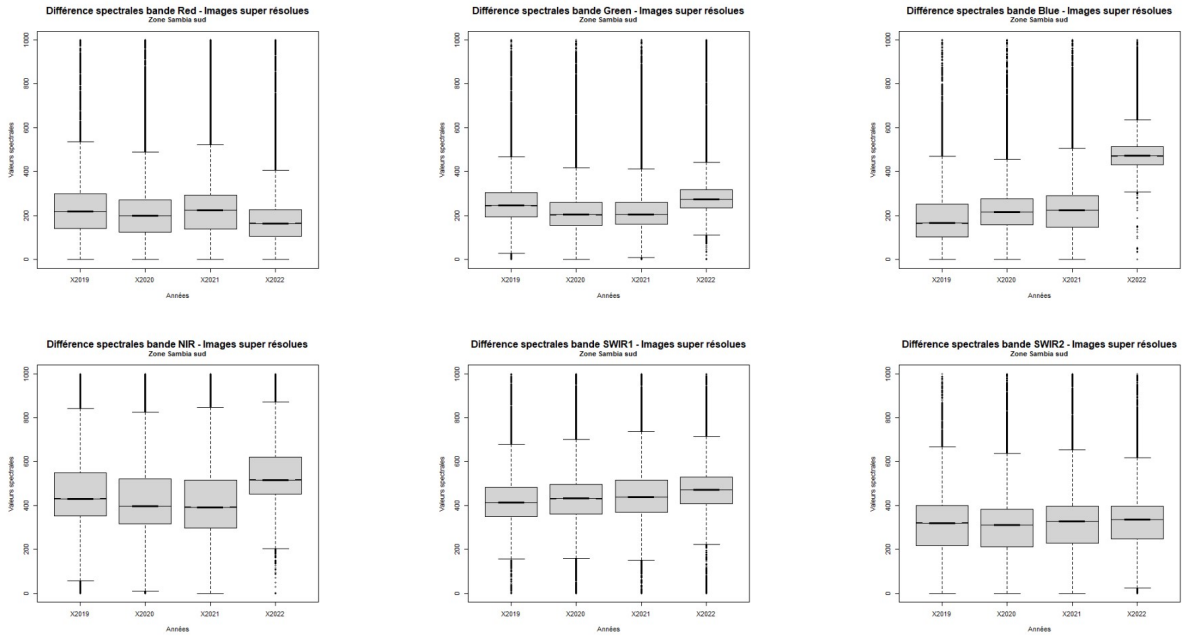 Différence spectrales bande Red - Images super résolues
Zone Sambia sud
Valeurs spectrales
1000
800
600
400
200
0
X2019 X2020 X2021 X2022
Années
Différence spectrales bande Green - Images super résolues
Zone Sambia sud
Valeurs spectrales
1000
800
600
400
200
0
X2019 X2020 X2021 X2022
Années
Différence spectrales bande Blue - Images super résolues
Zone Sambia sud
Valeurs spectrales
1000
800
600
400
200
0
X2019 X2020 X2021 X2022
Années
Différence spectrales bande NIR - Images super résolues
Zone Sambia sud
Valeurs spectrales
1000
800
600
400
200
0
X2019 X2020 X2021 X2022
Années
Différence spectrales bande SWIR1 - Images super résolues
Zone Sambia sud
Valeurs spectrales
1000
800
600
400
200
0
X2019 X2020 X2021 X2022
Années
Différence spectrales bande SWIR2 - Images super résolues
Zone Sambia sud
Valeurs spectrales
1000
800
600
400
200
0
X2019 X2020 X2021 X2022
Années